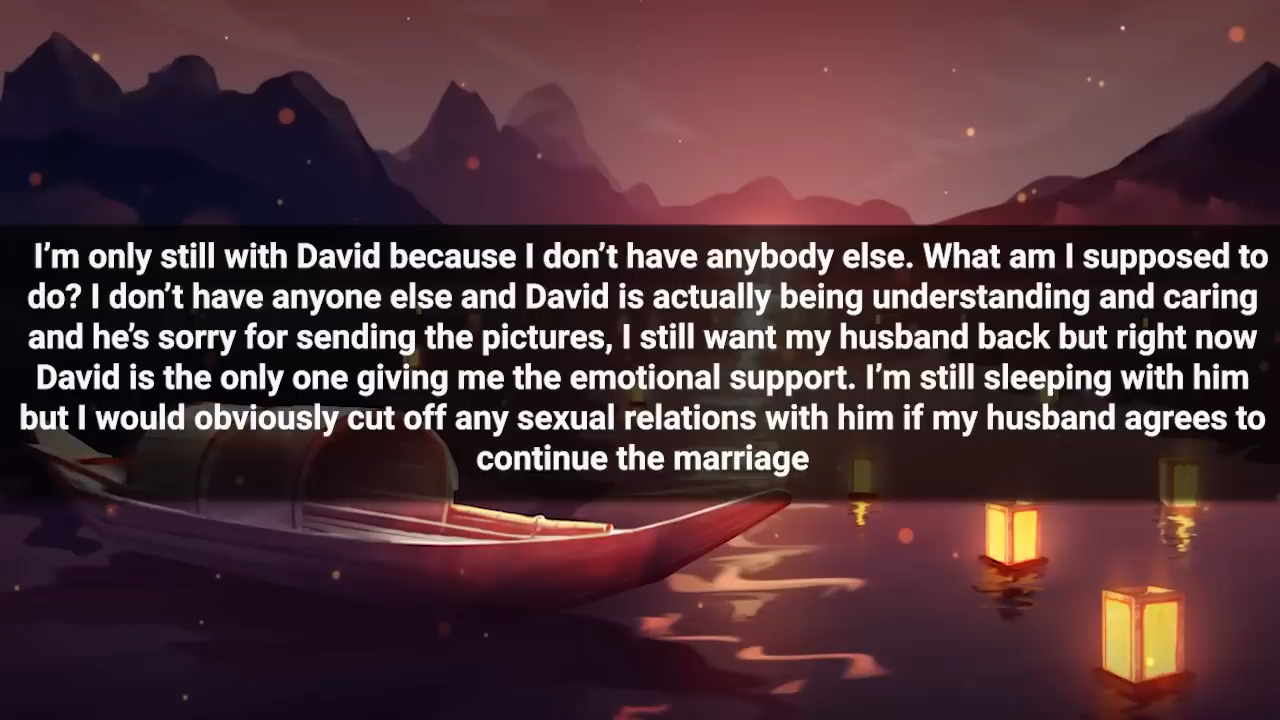 I’m only still with David because I don’t have anybody else. What am I supposed to
do? I don’t have anyone else and David is actually being understanding and caring
and he’s sorry for sending the pictures, I still want my husband back but right now
David is the only one giving me the emotional support. I’m still sleeping with him
but I would obviously cut off any sexual relations with him if my husband agrees to
continue the marriage